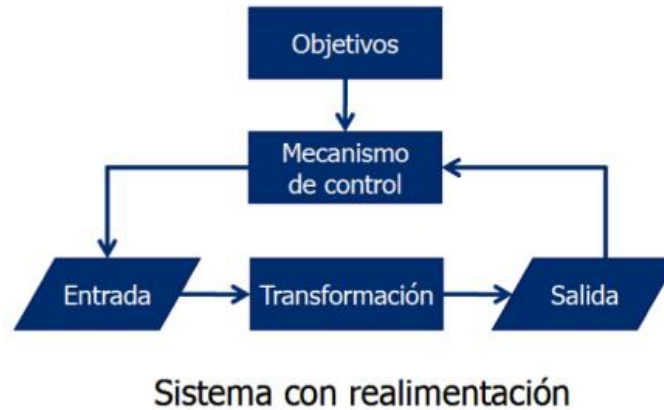 Objetivos
Mecanismo
de control
Entrada
Transformación
Salida
Sistema con realimentación